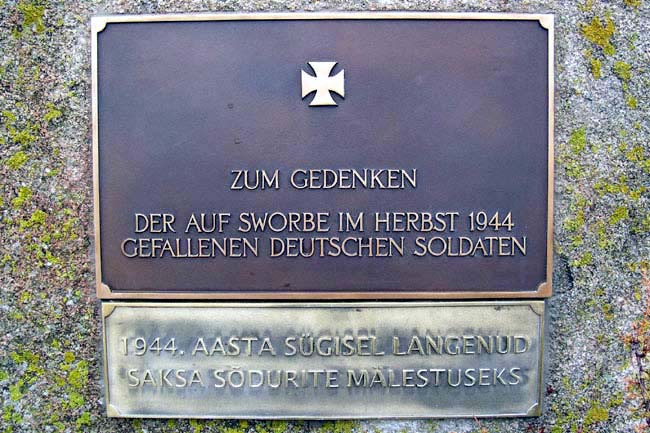 ZUM GEDENKEN
DER AUF SWORBE IM HERBST 1944
GEFALLENEN DEUTSCHEN SOLDATEN
1944. AASTA SÜGISEL LANGENUD
SAKSA SÕDURITE MÄLESTUSEKS